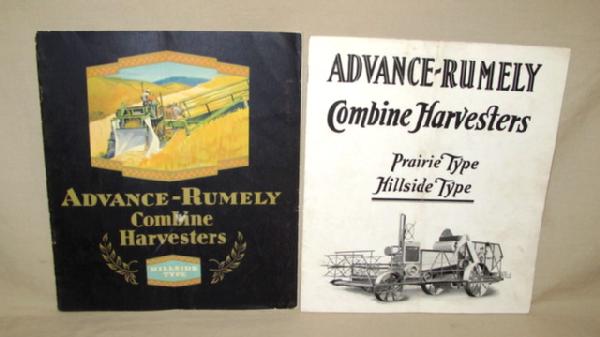 ADVANCE-RUMELY
Combine
Harvesters
HILLSIDE
TYPE
ADVANCE-RUMELY
Combine Harvesters
Prairie Type
Hillside Type